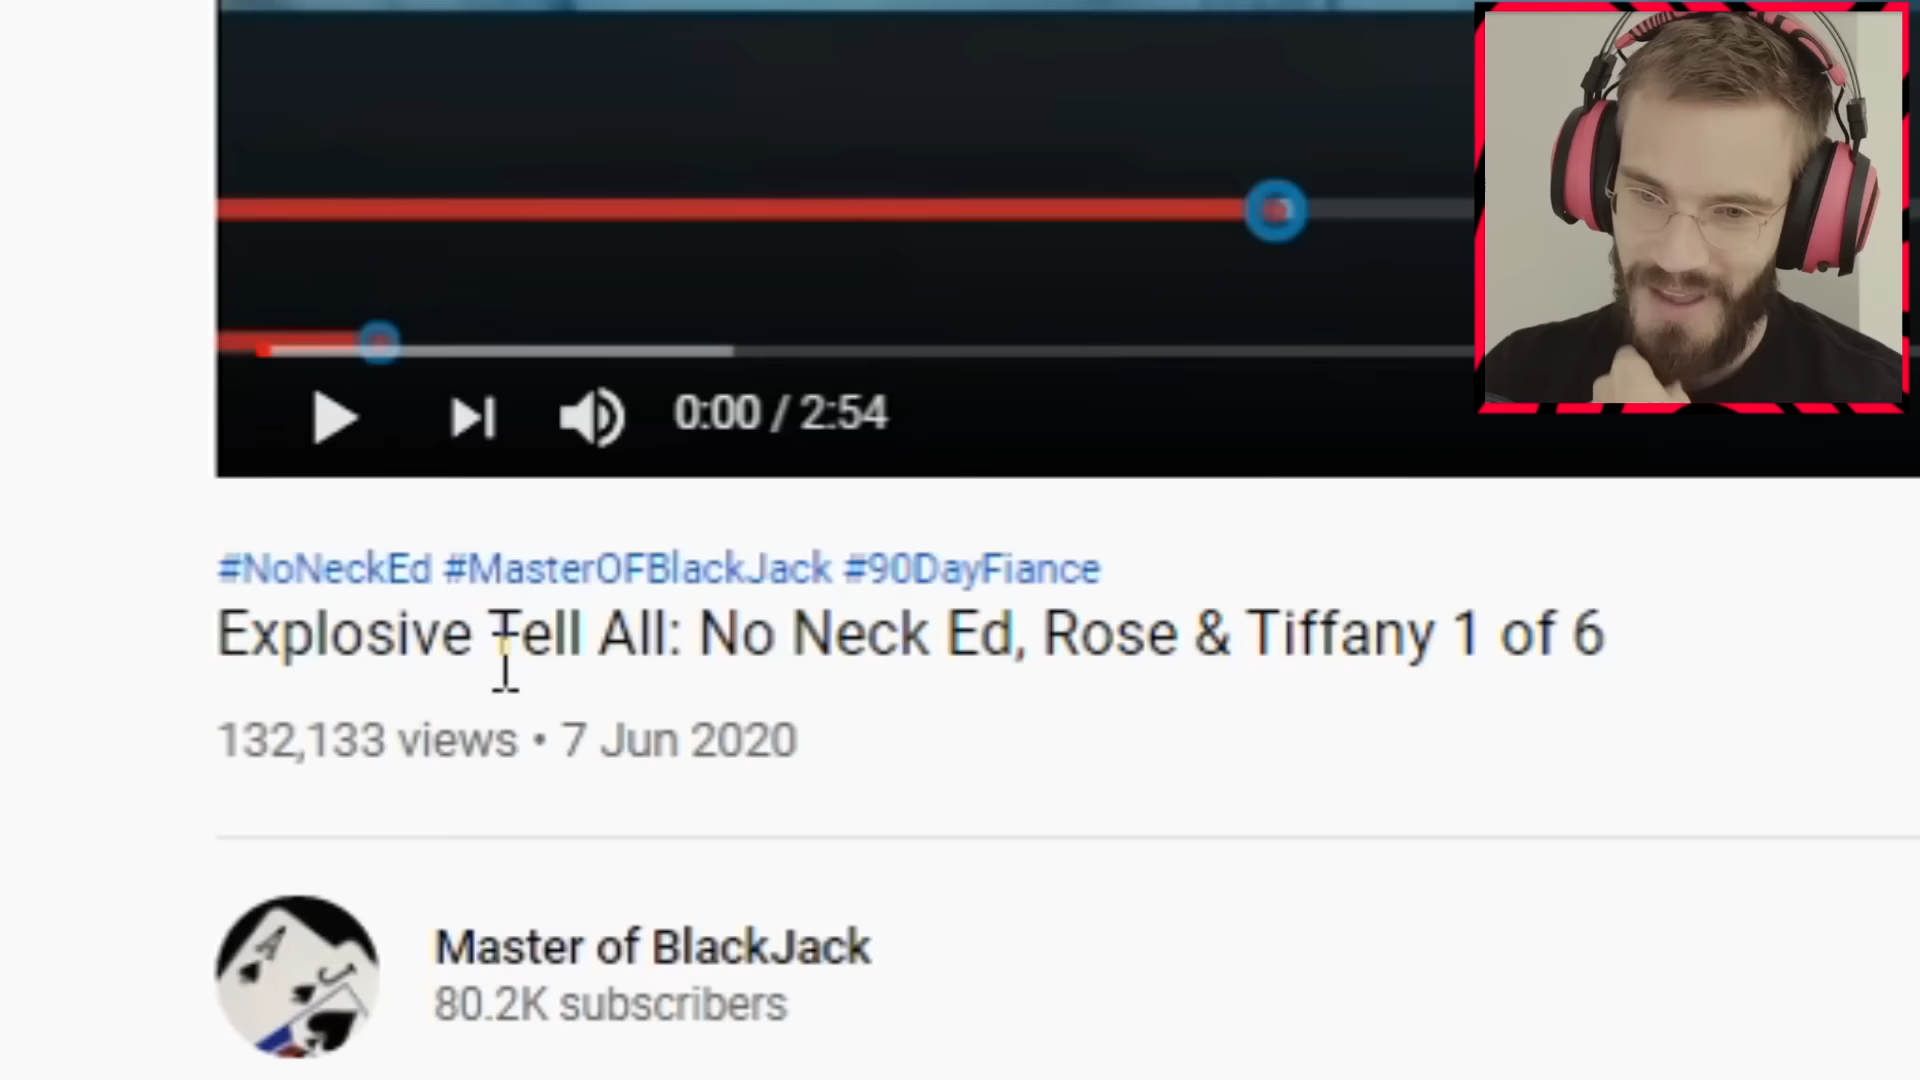 0:00 / 2:54
#NoNeckEd #MasterOFBlackJack #90DayFiance
Explosive Tell All: No Neck Ed, Rose & Tiffany 1 of 6
132,133 views • 7 Jun 2020
A
J
Master of BlackJack
80.2K subscribers